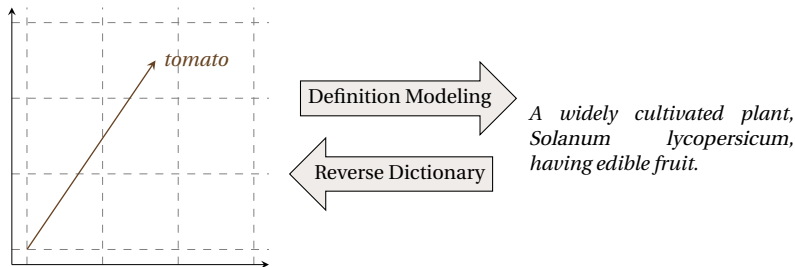 tomato
Definition Modeling
Reverse Dictionary
A widely cultivated plant,
Solanum lycopersicum,
having edible fruit.